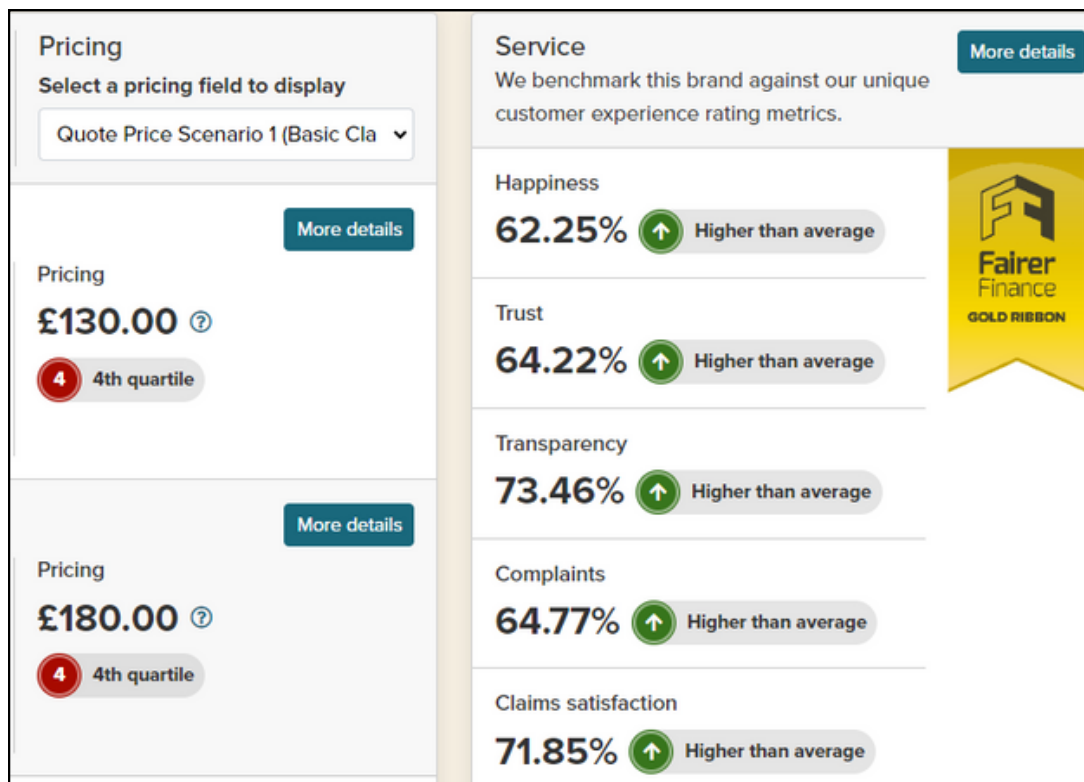 Pricing
Select a pricing field to display
Quote Price Scenario 1 (Basic Cla
More details
Pricing
£130.00 ?
4 4th quartile
More details
Pricing
£180.00 ?
4 4th quartile
Service
More details
We benchmark this brand against our unique
customer experience rating metrics.
Happiness
62.25% Higher than average
Trust
64.22% Higher than average
Transparency
73.46% Higher than average
Complaints
64.77% Higher than average
Claims satisfaction
71.85% Higher than average
FF
Fairer
Finance
GOLD RIBBON